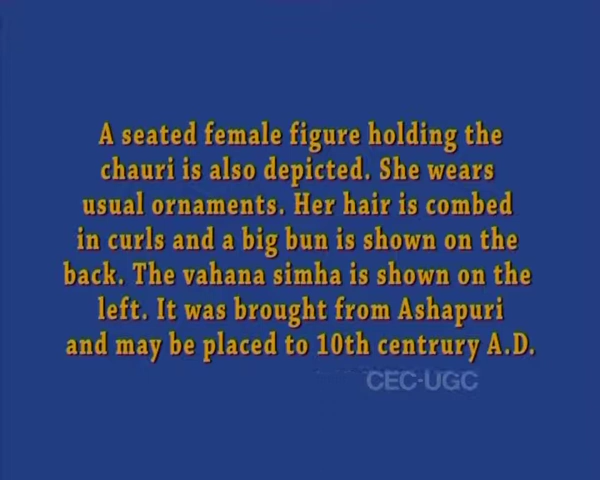 A seated female figure holding the
chauri is also depicted. She wears
usual ornaments. Her hair is combed
in curls and a big bun is shown on the
back. The vahana simha is shown on the
left. It was brought from Ashapuri
and may be placed to 10th centrury A.D.
CEC-UGC